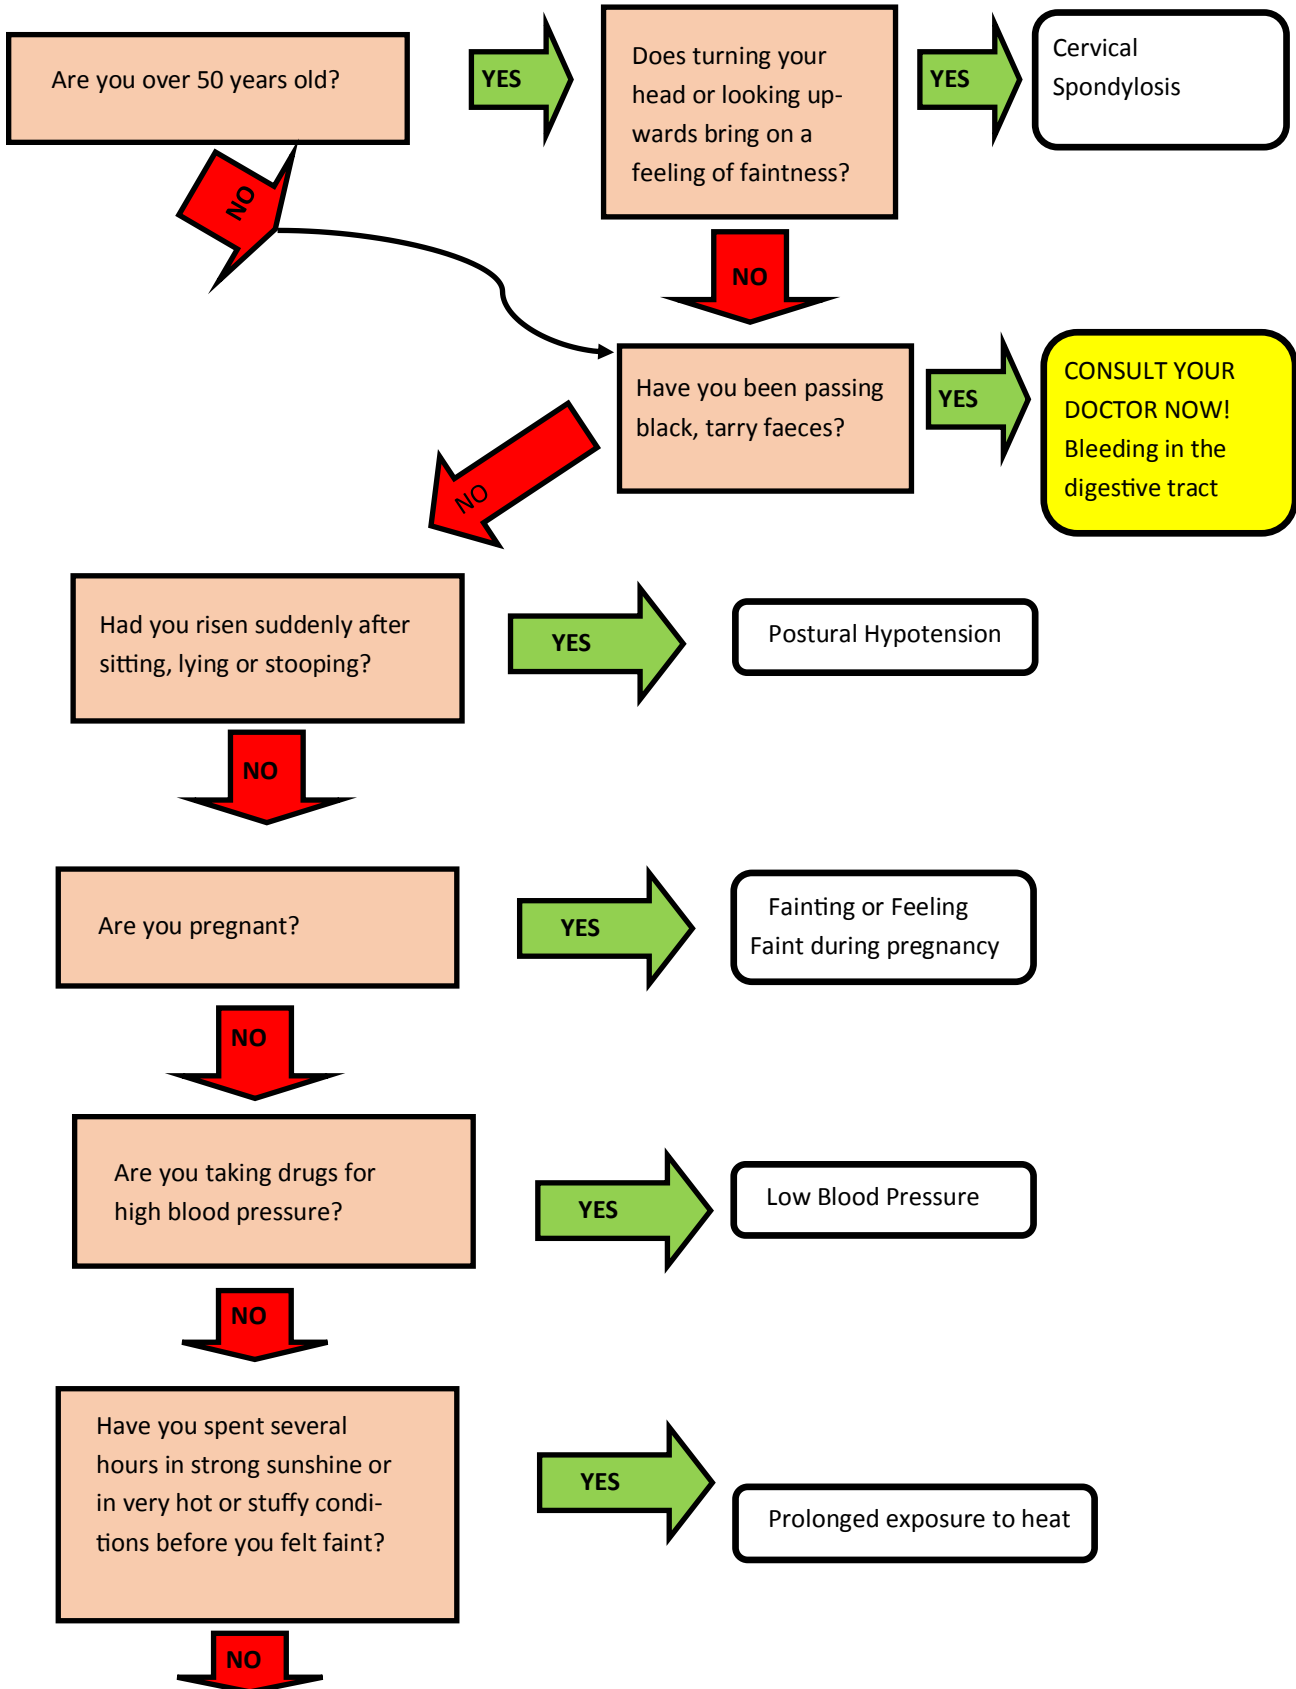 Are you over 50 years old?
YES
Does turning your
head or looking up-
wards bring on a
feeling of faintness?
YES
Cervical
Spondylosis
NO
NO
Have you been passing
black, tarry faeces?
YES
CONSULT YOUR
DOCTOR NOW!
Bleeding in the
digestive tract
NO
Had you risen suddenly after
sitting, lying or stooping?
YES
Postural Hypotension
NO
Are you pregnant?
YES
Fainting or Feeling
Faint during pregnancy
NO
Are you taking drugs for
high blood pressure?
YES
Low Blood Pressure
NO
Have you spent several
hours in strong sunshine or
in very hot or stuffy condi-
tions before you felt faint?
YES
Prolonged exposure to heat
NO